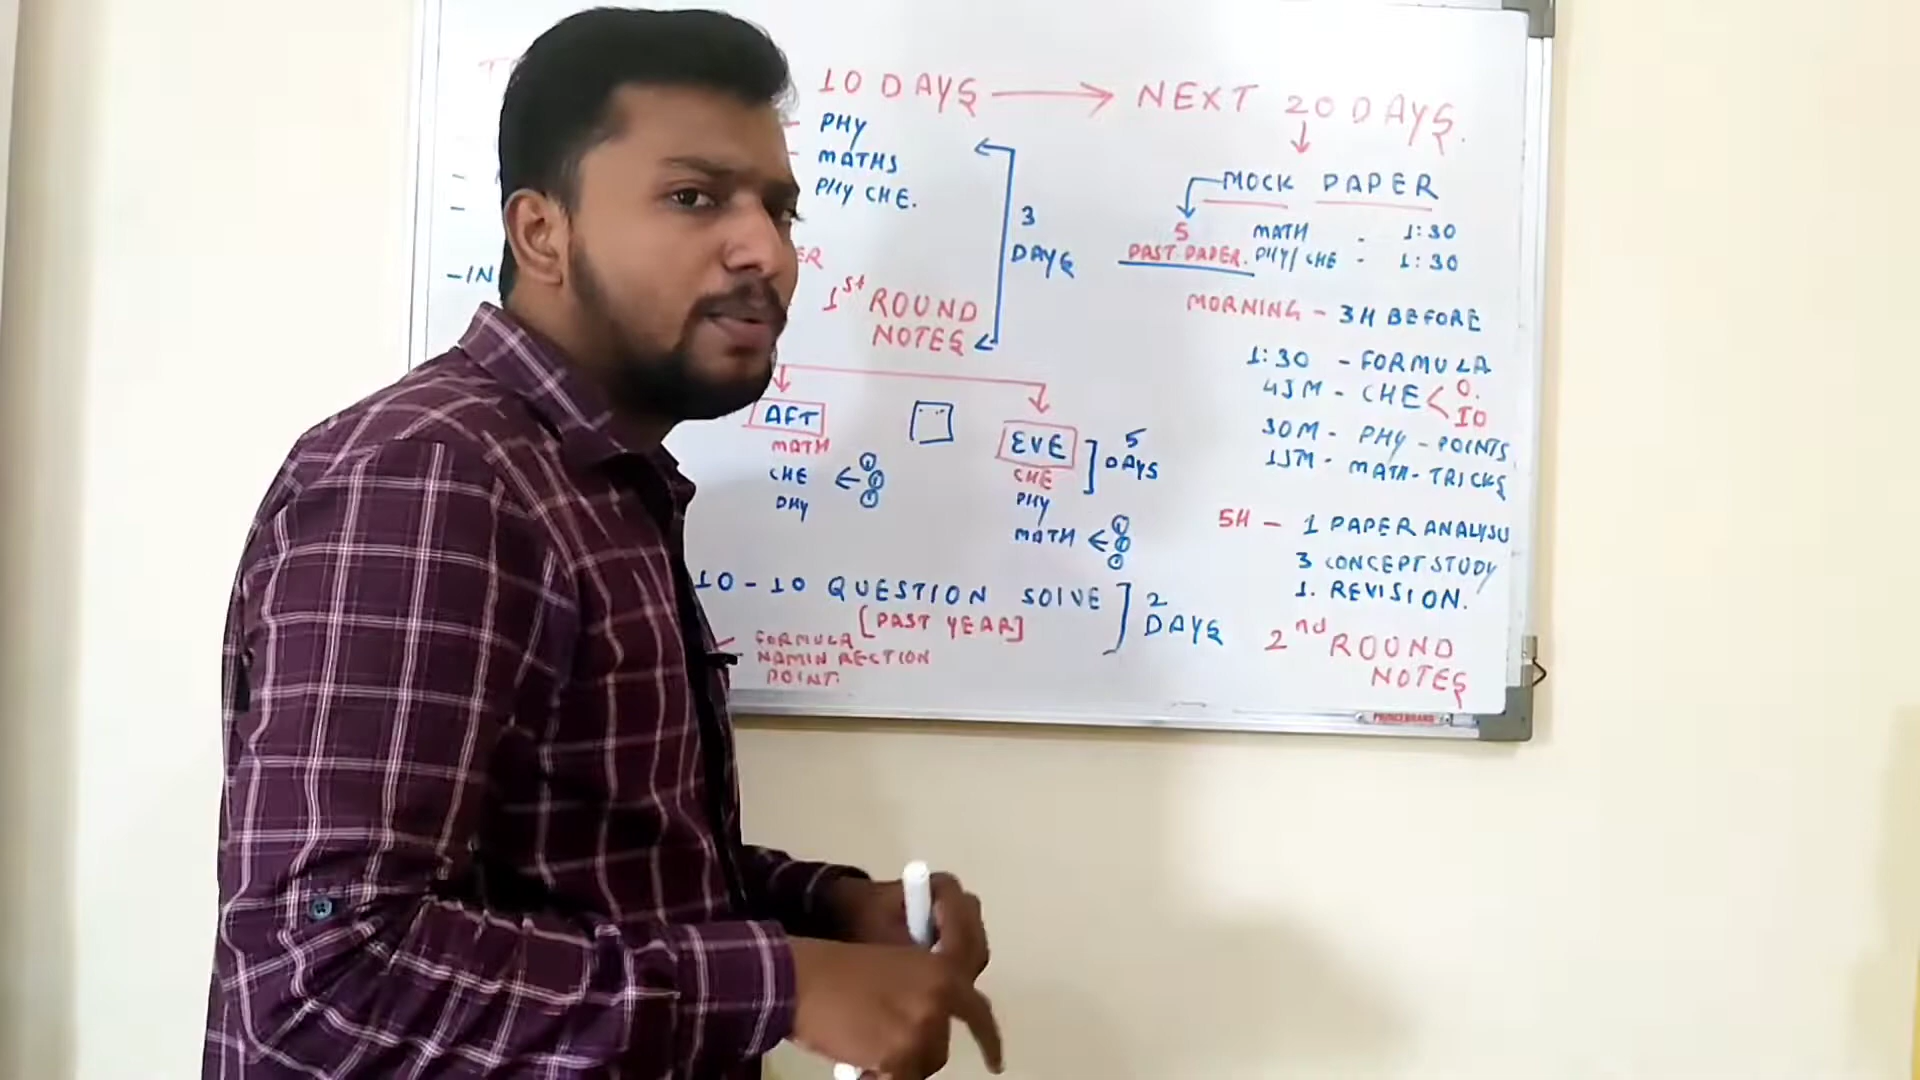 10 DAYS → NEXT 20 DAYS.
PHY
MATHS
PHY CHE.
3
DAYS
1st ROUND
NOTES
-IN
AFT
MATH
CHE
PHY
EVE
CHE
PHY
MATH
5
DAYS
10-10 QUESTION SOLVE
[PAST YEAR]
2
DAYS
FORMULA
NAMIN RECTION
POINT.
MOCK PAPER
5
PAST PAPER.
MATH - 1:30
PHY/CHE - 1:30
MORNING - 3H BEFORE
1:30 - FORMULA
45M - CHE < O.
IO
30M - PHY - POINTS
15M - MATH - TRICKS
5H - 1 PAPER ANALYSU
3 CONCEPT STUDY
1. REVISION.
2nd ROUND
NOTES